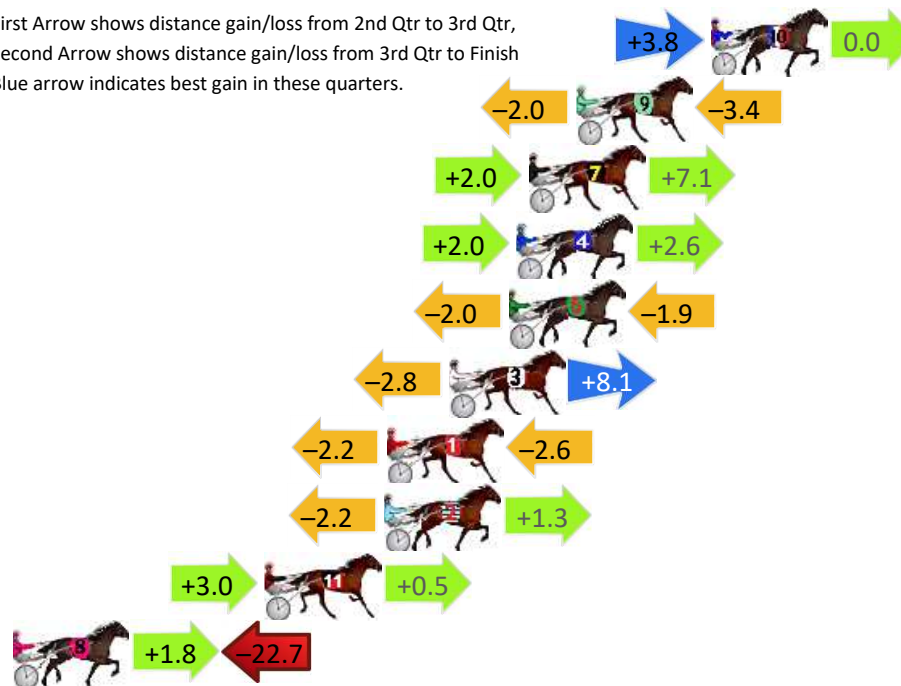 irst Arrow shows distance gain/loss from 2nd Qtr to 3rd Qtr,
econd Arrow shows distance gain/loss from 3rd Qtr to Finish
lue arrow indicates best gain in these quarters.
+3.8 10 0.0
−2.0 9 −3.4
+2.0 7 +7.1
+2.0 4 +2.6
−2.0 5 −1.9
−2.8 3 +8.1
−2.2 1 −2.6
−2.2 2 +1.3
+3.0 11 +0.5
8 +1.8 −22.7